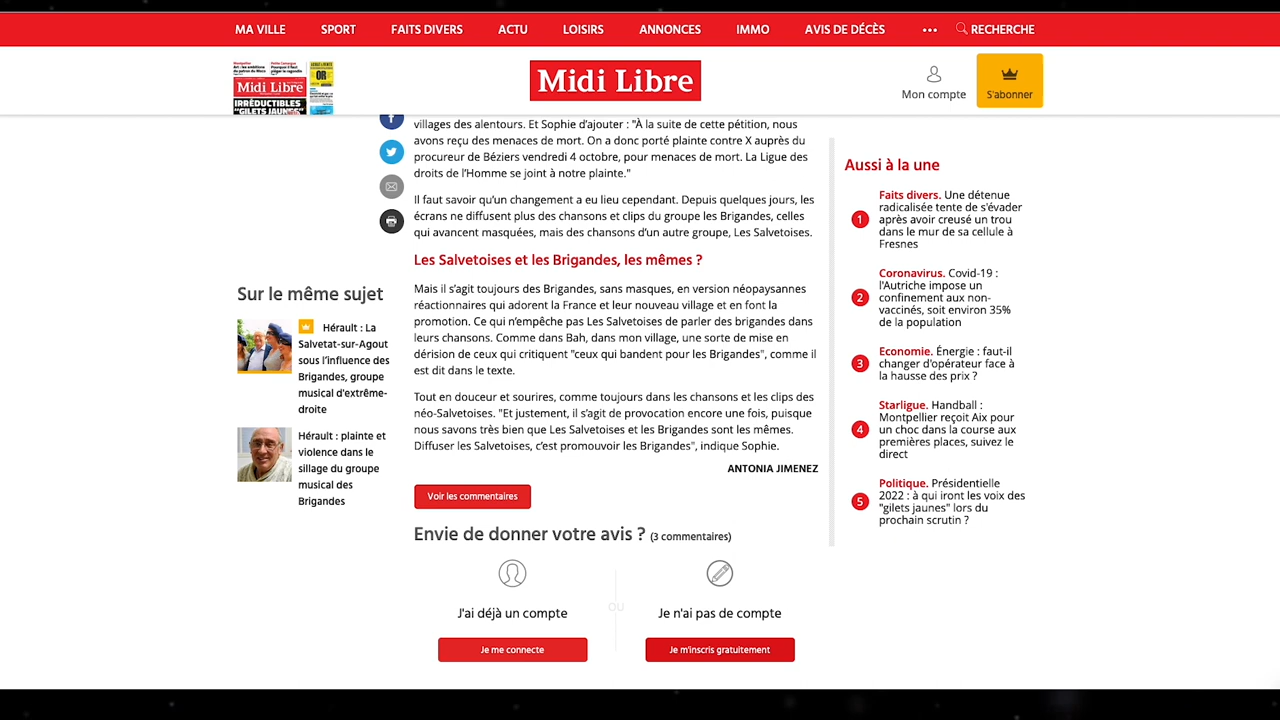 MA VILLE SPORT FAITS DIVERS ACTU LOISIRS ANNONCES IMMO AVIS DE DÉCÈS ••• RECHERCHE
Midi Libre
IRRÉDUCTIBLES
"GILETS JAUNES"
OR
Midi Libre
Mon compte
S'abonner
villages des alentours. Et Sophie d'ajouter : "À la suite de cette pétition, nous
avons reçu des menaces de mort. On a donc porté plainte contre X auprès du
procureur de Béziers vendredi 4 octobre, pour menaces de mort. La Ligue des
droits de l'Homme se joint à notre plainte."
Il faut savoir qu'un changement a eu lieu cependant. Depuis quelques jours, les
écrans ne diffusent plus des chansons et clips du groupe les Brigandes, celles
qui avancent masquées, mais des chansons d'un autre groupe, Les Salvetoises.
Les Salvetoises et les Brigandes, les mêmes ?
Mais il s'agit toujours des Brigandes, sans masques, en version néopaysannes
réactionnaires qui adorent la France et leur nouveau village et en font la
promotion. Ce qui n'empêche pas Les Salvetoises de parler des brigandes dans
leurs chansons. Comme dans Bah, dans mon village, une sorte de mise en
dérision de ceux qui critiquent "ceux qui bandent pour les Brigandes", comme il
est dit dans le texte.
Tout en douceur et sourires, comme toujours dans les chansons et les clips des
néo-Salvetoises. "Et justement, il s'agit de provocation encore une fois, puisque
nous savons très bien que Les Salvetoises et les Brigandes sont les mêmes.
Diffuser les Salvetoises, c'est promouvoir les Brigandes", indique Sophie.
ANTONIA JIMENEZ
Voir les commentaires
Envie de donner votre avis ? (3 commentaires)
J'ai déjà un compte
Je me connecte
OU
Je n'ai pas de compte
Je m'inscris gratuitement
Sur le même sujet
Hérault : La
Salvetat-sur-Agout
sous l'influence des
Brigandes, groupe
musical d'extrême-
droite
Hérault : plainte et
violence dans le
sillage du groupe
musical des
Brigandes
Aussi à la une
1
Faits divers. Une détenue
radicalisée tente de s'évader
après avoir creusé un trou
dans le mur de sa cellule à
Fresnes
2
Coronavirus. Covid-19 :
l'Autriche impose un
confinement aux non-
vaccinés, soit environ 35%
de la population
3
Economie. Énergie : faut-il
changer d'opérateur face à
la hausse des prix ?
4
Starligue. Handball :
Montpellier reçoit Aix pour
un choc dans la course aux
premières places, suivez le
direct
5
Politique. Présidentielle
2022 : à qui iront les voix des
"gilets jaunes" lors du
prochain scrutin ?